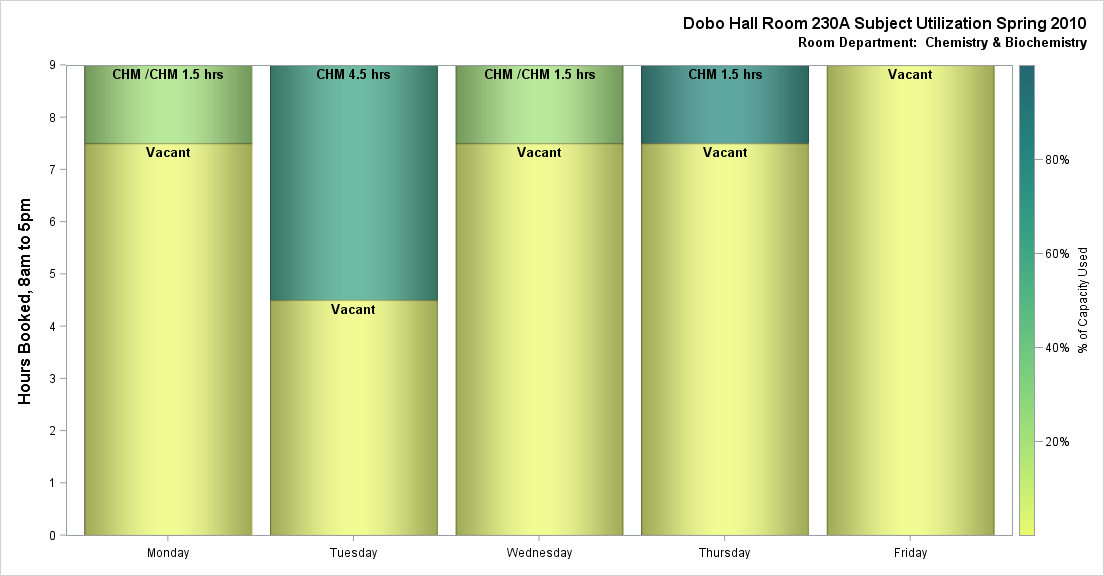 Dobo Hall Room 230A Subject Utilization Spring 2010
Room Department:  Chemistry & Biochemistry
Hours Booked, 8am to 5pm
9
8
7
6
5
4
3
2
1
0
CHM /CHM 1.5 hrs
Vacant
CHM 4.5 hrs
Vacant
CHM /CHM 1.5 hrs
Vacant
CHM 1.5 hrs
Vacant
Vacant
Monday
Tuesday
Wednesday
Thursday
Friday
80%
60%
40%
20%
% of Capacity Used